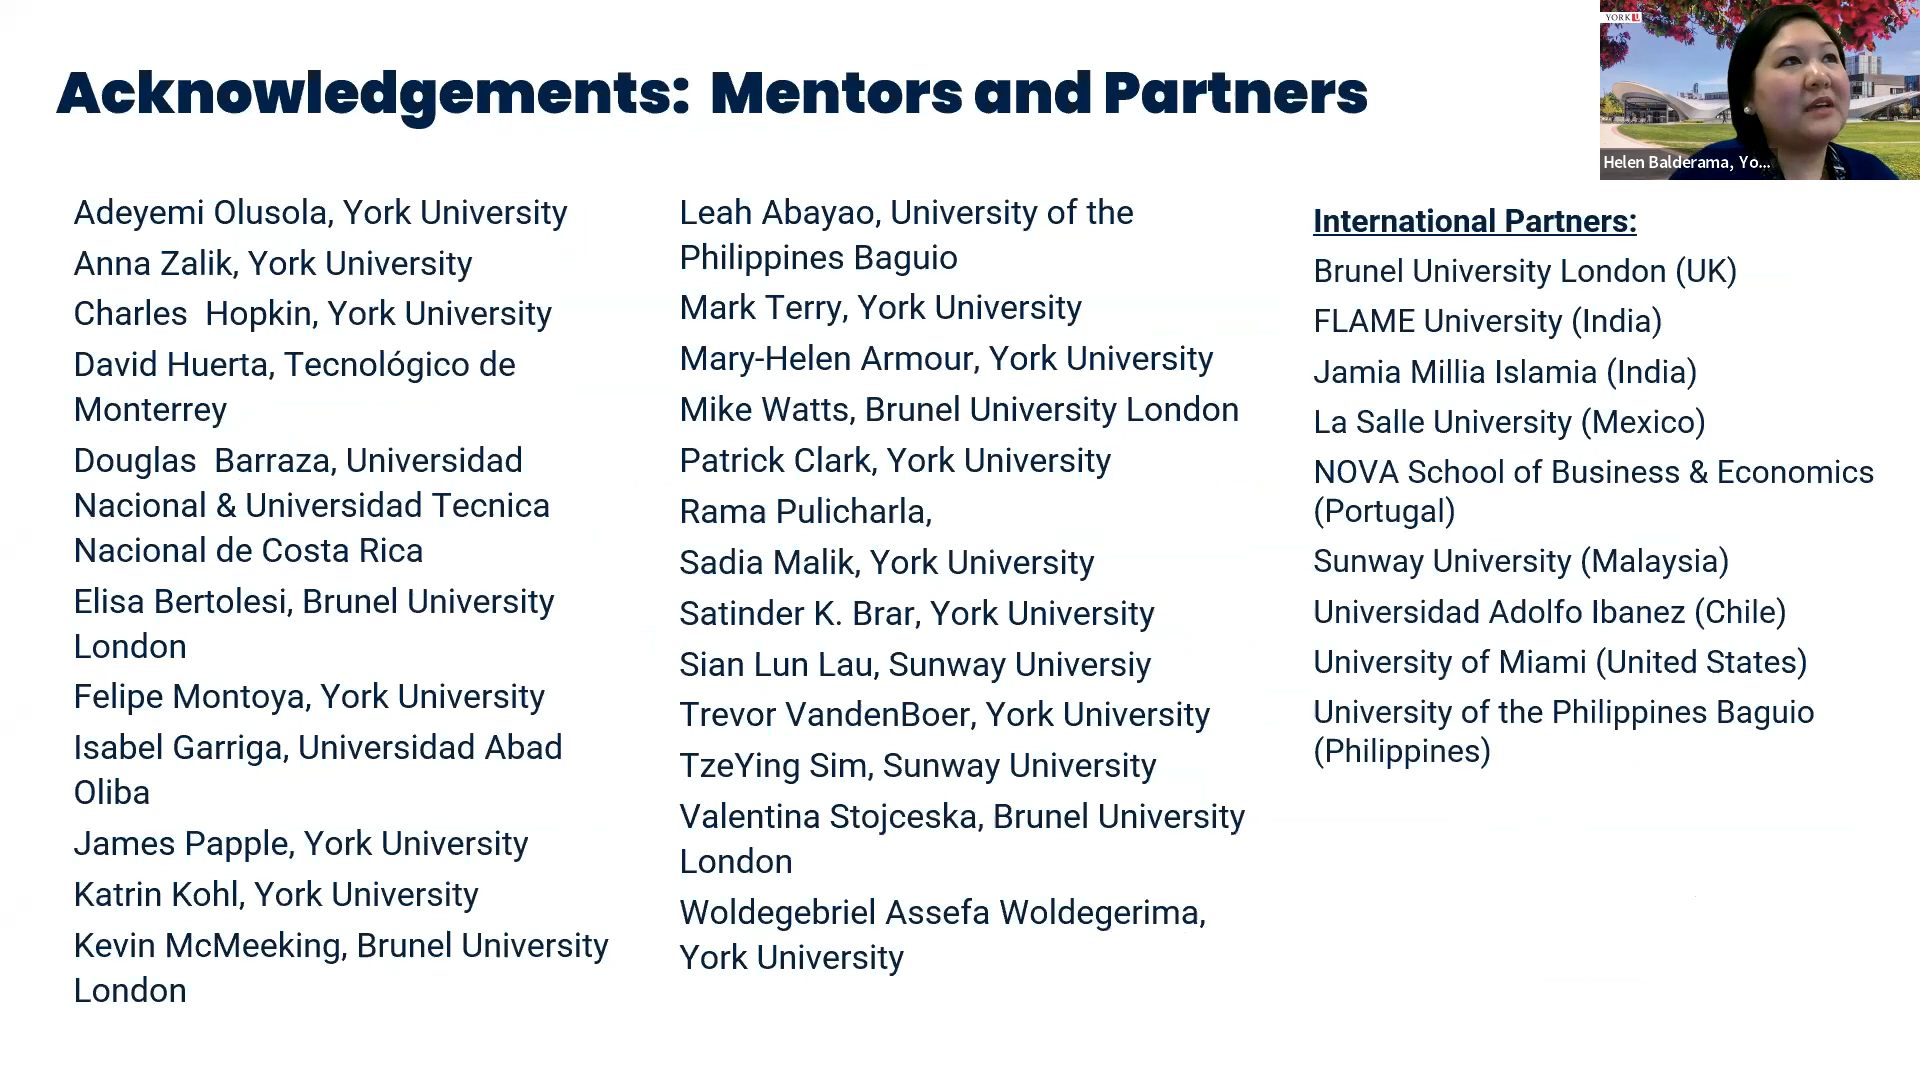 Acknowledgements: Mentors and Partners
YORK U
Helen Balderama, Yo...
Adeyemi Olusola, York University
Anna Zalik, York University
Charles  Hopkin, York University
David Huerta, Tecnológico de
Monterrey
Douglas  Barraza, Universidad
Nacional & Universidad Tecnica
Nacional de Costa Rica
Elisa Bertolesi, Brunel University
London
Felipe Montoya, York University
Isabel Garriga, Universidad Abad
Oliba
James Papple, York University
Katrin Kohl, York University
Kevin McMeeking, Brunel University
London
Leah Abayao, University of the
Philippines Baguio
Mark Terry, York University
Mary-Helen Armour, York University
Mike Watts, Brunel University London
Patrick Clark, York University
Rama Pulicharla,
Sadia Malik, York University
Satinder K. Brar, York University
Sian Lun Lau, Sunway Universiy
Trevor VandenBoer, York University
TzeYing Sim, Sunway University
Valentina Stojceska, Brunel University
London
Woldegebriel Assefa Woldegerima,
York University
International Partners:
Brunel University London (UK)
FLAME University (India)
Jamia Millia Islamia (India)
La Salle University (Mexico)
NOVA School of Business & Economics
(Portugal)
Sunway University (Malaysia)
Universidad Adolfo Ibanez (Chile)
University of Miami (United States)
University of the Philippines Baguio
(Philippines)